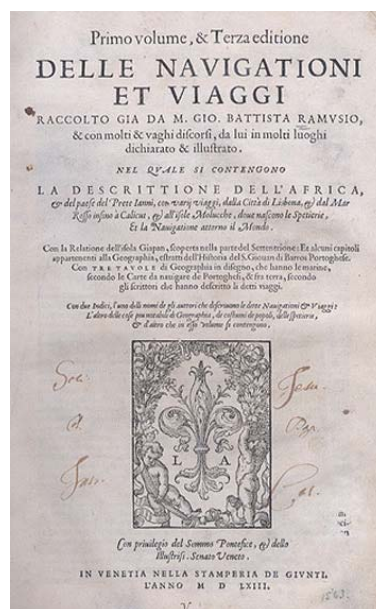 Primo volume, & Terza editione
DELLE NAVIGATIONI
ET VIAGGI
RACCOLTO GIA DA M. GIO. BATTISTA RAMVSIO,
& con molti & vaghi discorsi, da lui in molti luoghi
dichiarato & illustrato.
NEL QVALE SI CONTENGONO
LA DESCRITTIONE DELL'AFRICA,
& del paese del Prete Ianni, con varij viaggi, dalla Città di Lisbona, & dal Mar
Rosso insino à Calicut, & all'isole Molucche, doue nascono le Spetierie,
Et la Nauigatione attorno il Mondo.
Con la Relatione dell'isola Giapan, scoperta nella parte del Settentrione: Et alcuni capitoli
appartenenti alla Geographia, estratti dell'Historia del S. Giouan di Barros Portoghese.
Con TRE TAVOLE di Geographia in disegno, che hanno le marine,
secondo le Carte da nauigare de Portoghesi, & fra terra, secondo
gli scrittori che hanno descritto li detti viaggi.
Con due Indici, l'uno delli nomi de gli autori che descriuono le dette Nauigationi & Viaggi:
L'altro delle cose piu notabili di Geographia, de costumi de popoli, delle spetierie,
& d'altro che in esso volume si contengono.
L A
Con priuilegio del Sommo Pontefice, & dello
Illustriss. Senato Veneto.
IN VENETIA NELLA STAMPERIA DE GIVNTI.
L'ANNO M D LXIII.
1563.